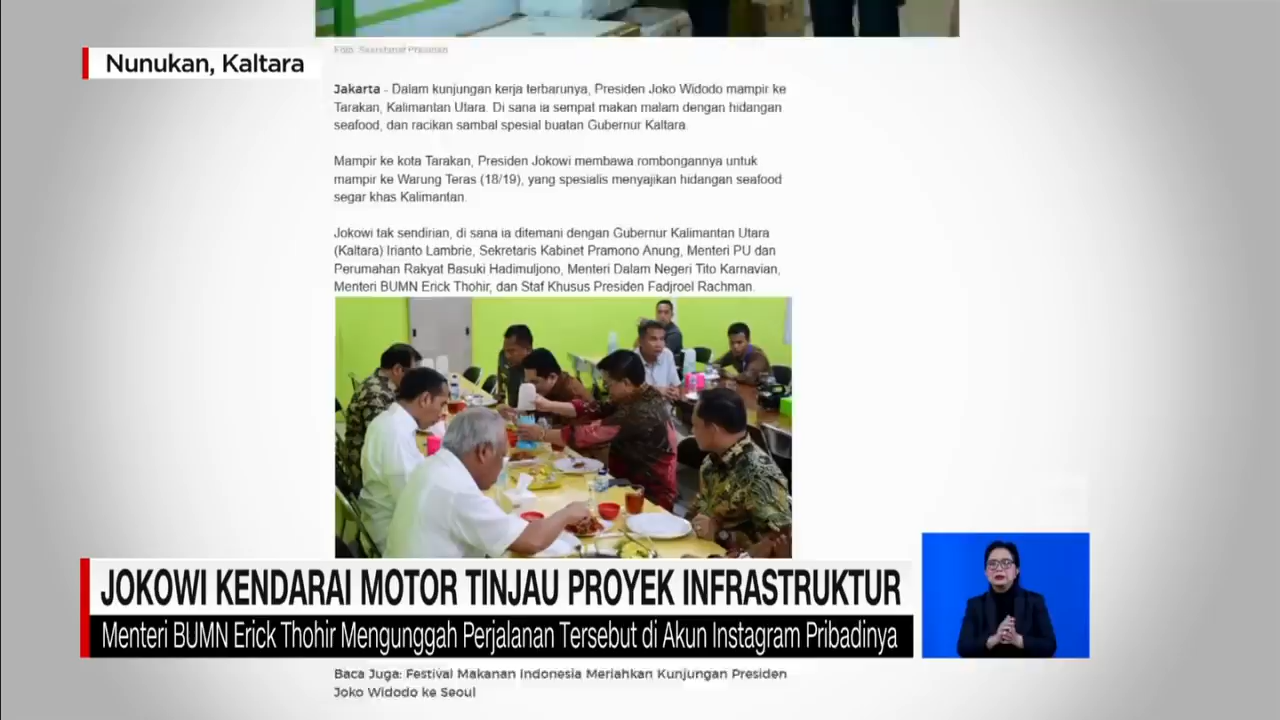 Nunukan, Kaltara
Foto: Sekretariat Presiden
Jakarta - Dalam kunjungan kerja terbarunya, Presiden Joko Widodo mampir ke
Tarakan, Kalimantan Utara. Di sana ia sempat makan malam dengan hidangan
seafood, dan racikan sambal spesial buatan Gubernur Kaltara.
Mampir ke kota Tarakan, Presiden Jokowi membawa rombongannya untuk
mampir ke Warung Teras (18/19), yang spesialis menyajikan hidangan seafood
segar khas Kalimantan.
Jokowi tak sendirian, di sana ia ditemani dengan Gubernur Kalimantan Utara
(Kaltara) Irianto Lambrie, Sekretaris Kabinet Pramono Anung, Menteri PU dan
Perumahan Rakyat Basuki Hadimuljono, Menteri Dalam Negeri Tito Karnavian,
Menteri BUMN Erick Thohir, dan Staf Khusus Presiden Fadjroel Rachman.
JOKOWI KENDARAI MOTOR TINJAU PROYEK INFRASTRUKTUR
Menteri BUMN Erick Thohir Mengunggah Perjalanan Tersebut di Akun Instagram Pribadinya
Baca Juga: Festival Makanan Indonesia Meriahkan Kunjungan Presiden
Joko Widodo ke Seoul